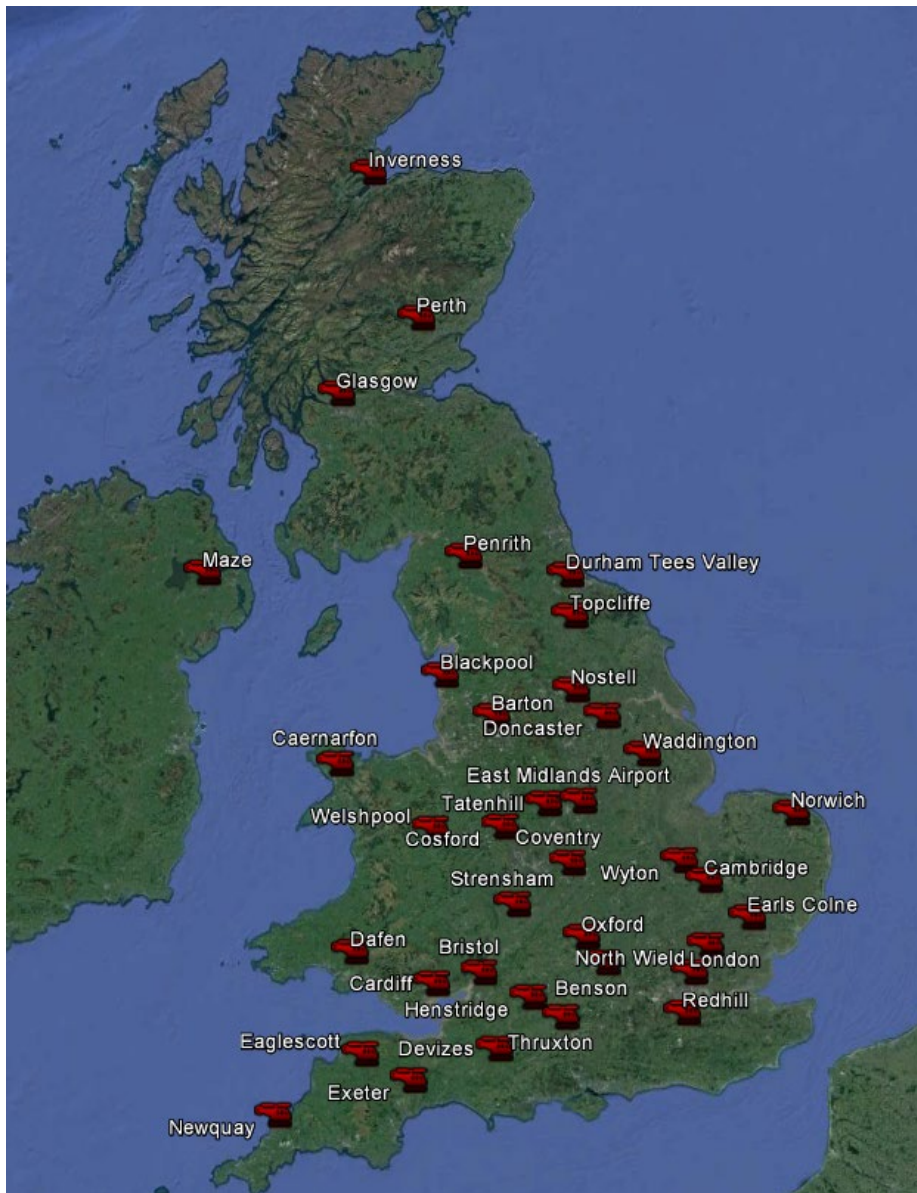 Inverness
Perth
Glasgow
Penrith
Maze
Durham Tees Valley
Topcliffe
Blackpool
Nostell
Barton
Doncaster
Caernarfon
Waddington
East Midlands Airport
Tatenhill
Norwich
Welshpool
Cosford
Coventry
Wyton
Cambridge
Strensham
Earls Colne
Oxford
Dafen
Bristol
North Wield
London
Cardiff
Benson
Henstridge
Redhill
Eaglescott
Devizes
Thruxton
Exeter
Newquay